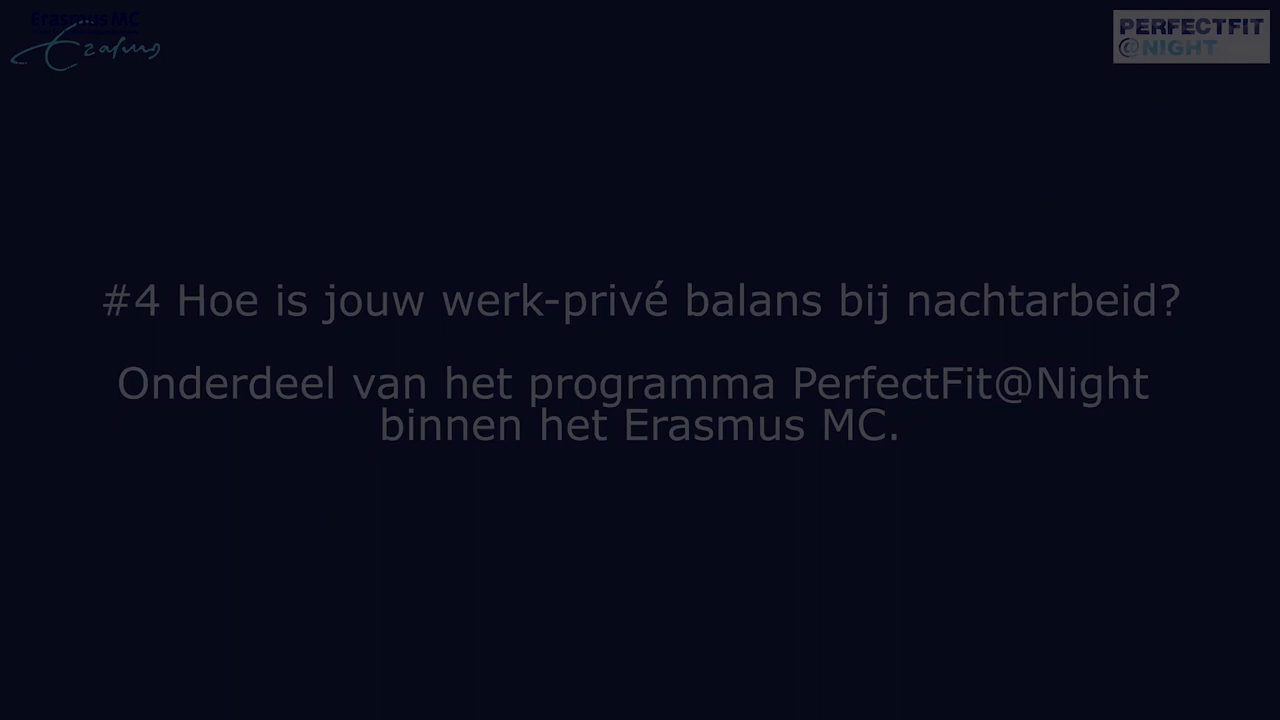 Erasmus MC
Erasmus
PERFECTFIT
@NIGHT
#4 Hoe is jouw werk-privé balans bij nachtarbeid?
Onderdeel van het programma PerfectFit@Night
binnen het Erasmus MC.